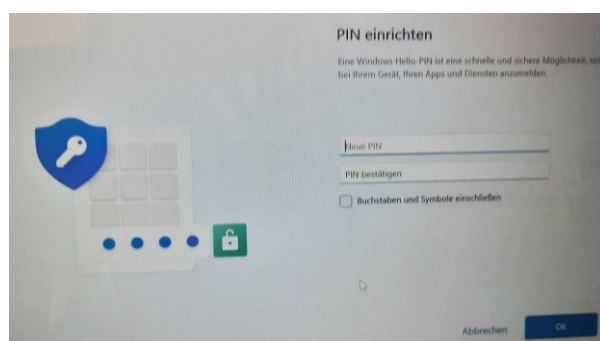 PIN einrichten
Eine Windows Hello-PIN ist eine schnelle und sichere Möglichkeit, sich
bei Ihrem Gerät, Ihren Apps und Diensten anzumelden.
Neue PIN
PIN bestätigen
Buchstaben und Symbole einschließen
Abbrechen
OK